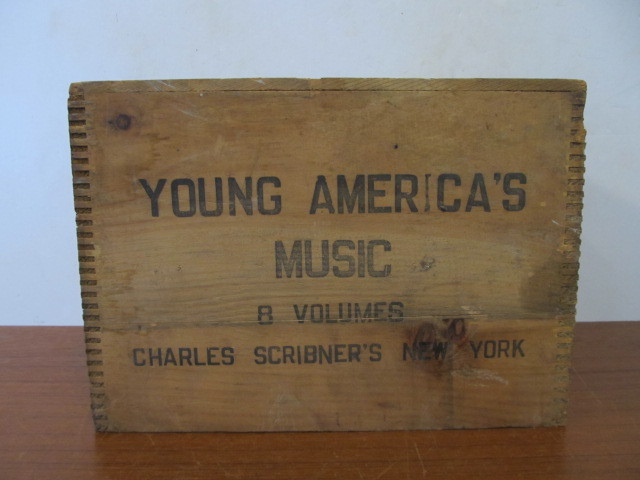 YOUNG AMERICA'S
MUSIC
8 VOLUMES
CHARLES SCRIBNER'S NEW YORK